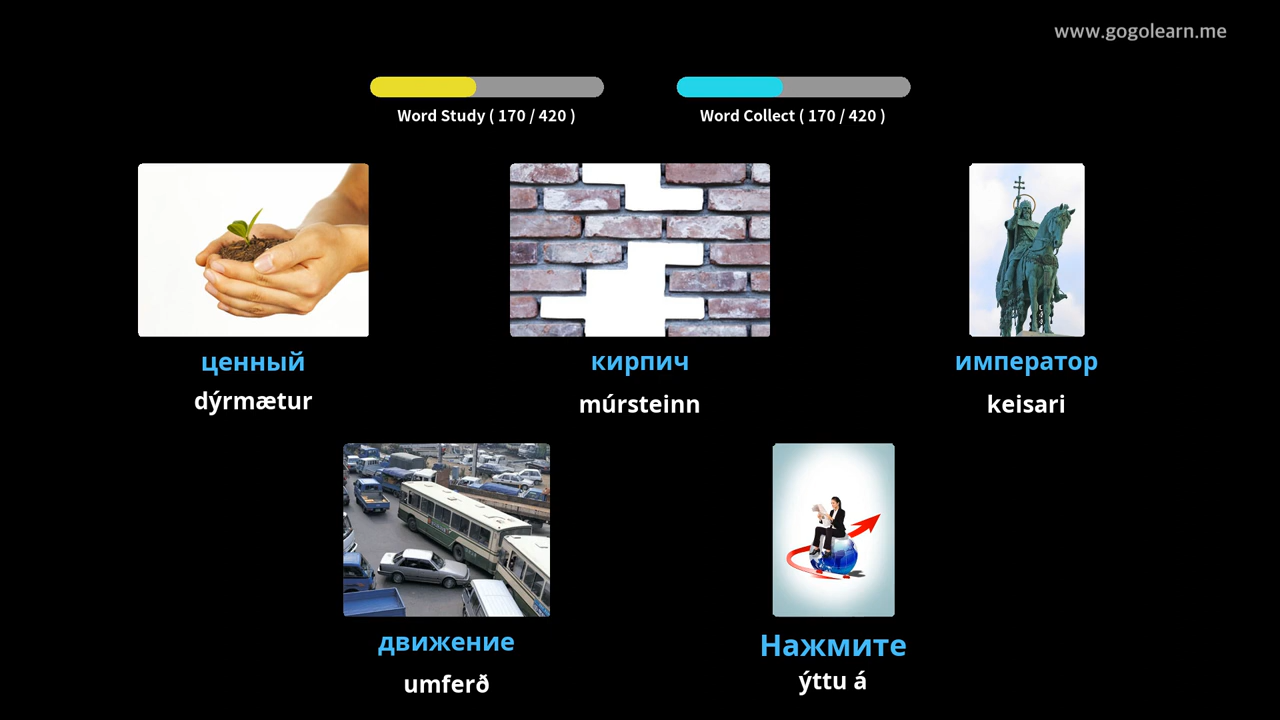 www.gogolearn.me
Word Study ( 170 / 420 )
Word Collect ( 170 / 420 )
ценный
dýrmætur
кирпич
múrsteinn
император
keisari
движение
umferð
Нажмите
ýttu á